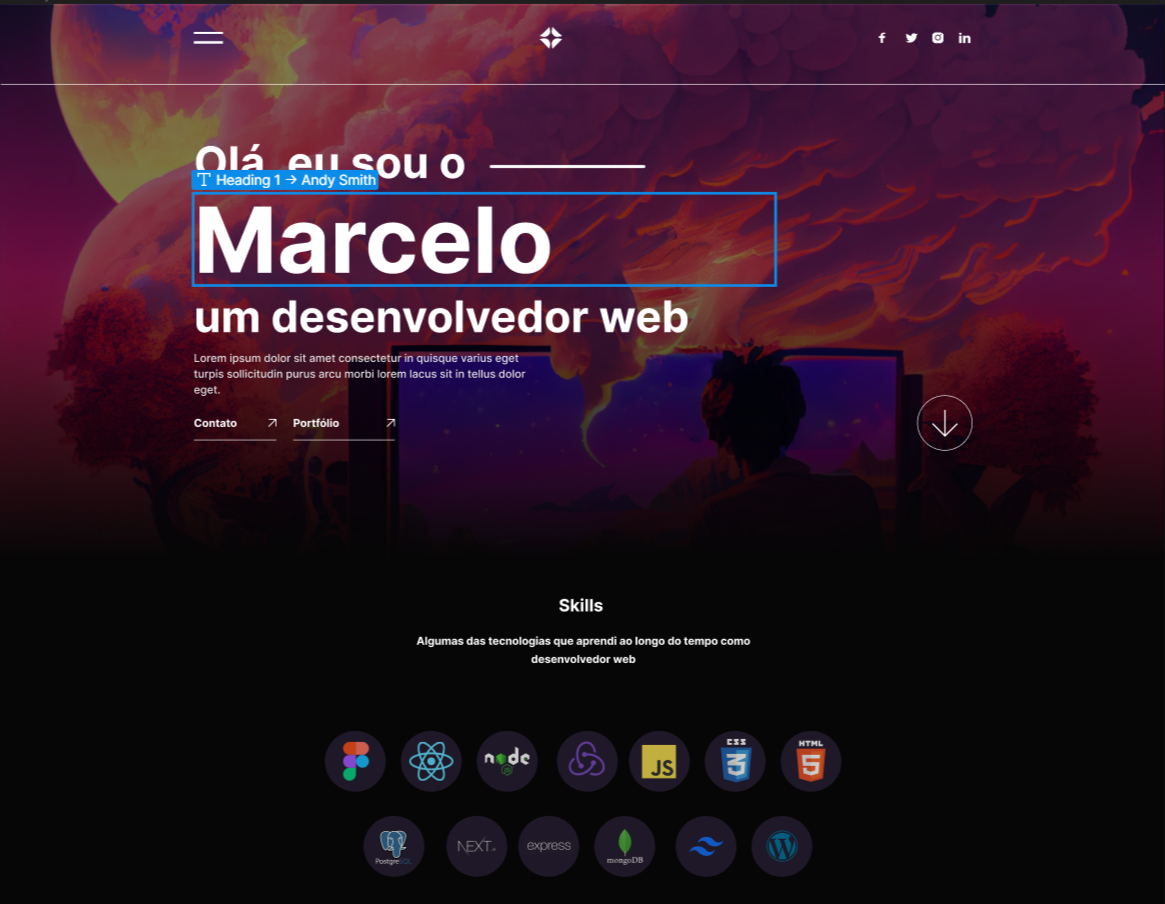 f in
Olá, eu sou o
Heading 1 → Andy Smith
Marcelo
um desenvolvedor web
Lorem ipsum dolor sit amet consectetur in quisque varius eget
turpis sollicitudin purus arcu morbi lorem lacus sit in tellus dolor
eget.
Contato Portfólio
Skills
Algumas das tecnologias que aprendi ao longo do tempo como
desenvolvedor web
node JS CSS 3 HTML 5
PostgreSQL NEXT.JS express mongoDB W